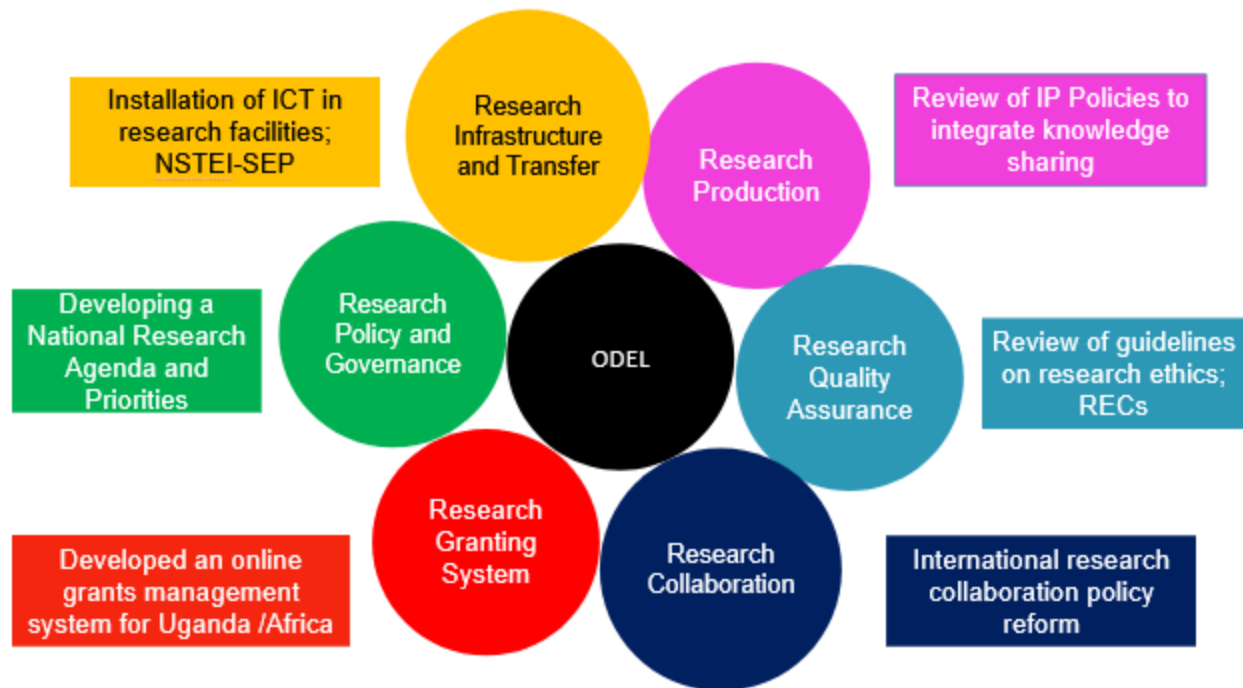 Installation of ICT in
research facilities;
NSTEI-SEP
Research
Infrastructure
and Transfer
Research
Production
Review of IP Policies to
integrate knowledge
sharing
Developing a
National Research
Agenda and
Priorities
Research
Policy and
Governance
ODEL
Research
Quality
Assurance
Review of guidelines
on research ethics;
RECs
Developed an online
grants management
system for Uganda /Africa
Research
Granting
System
Research
Collaboration
International research
collaboration policy
reform